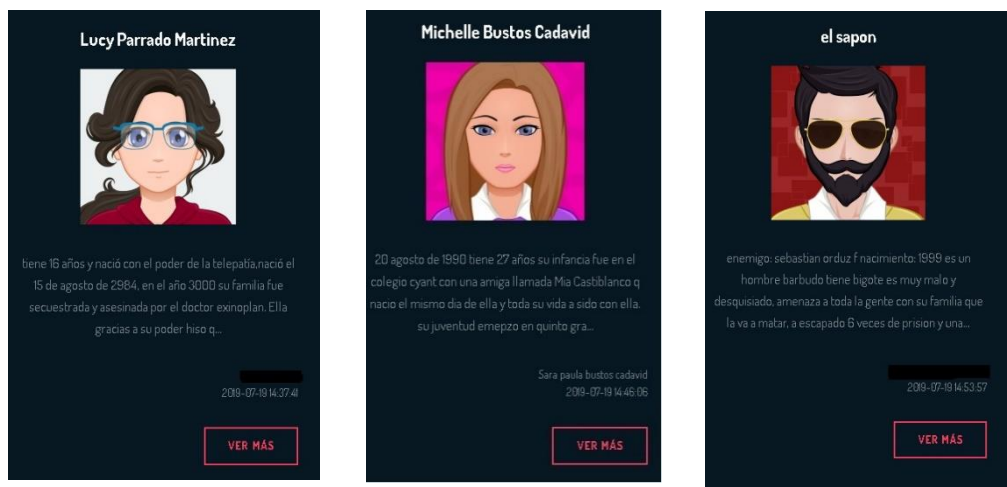 Lucy Parrado Martinez
tiene 16 años y nació con el poder de la telepatía,nació el
15 de agosto de 2984, en el año 3000 su familia fue
secuestrada y asesinada por el doctor exinoplan. Ella
gracias a su poder hiso q...
2019-07-19 14:37:41
VER MÁS
Michelle Bustos Cadavid
20 agosto de 1990 tiene 27 años su infancia fue en el
colegio cyant con una amiga llamada Mia Castiblanco q
nacio el mismo dia de ella y toda su vida a sido con ella.
su juventud emepzo en quinto gra...
Sara paula bustos cadavid
2019-07-19 14:46:06
VER MÁS
el sapon
enemigo: sebastian orduz f nacimiento: 1999 es un
hombre barbudo tiene bigote es muy malo y
desquisiado, amenaza a toda la gente con su familia que
la va a matar, a escapado 6 veces de prision y una...
2019-07-19 14:53:57
VER MÁS